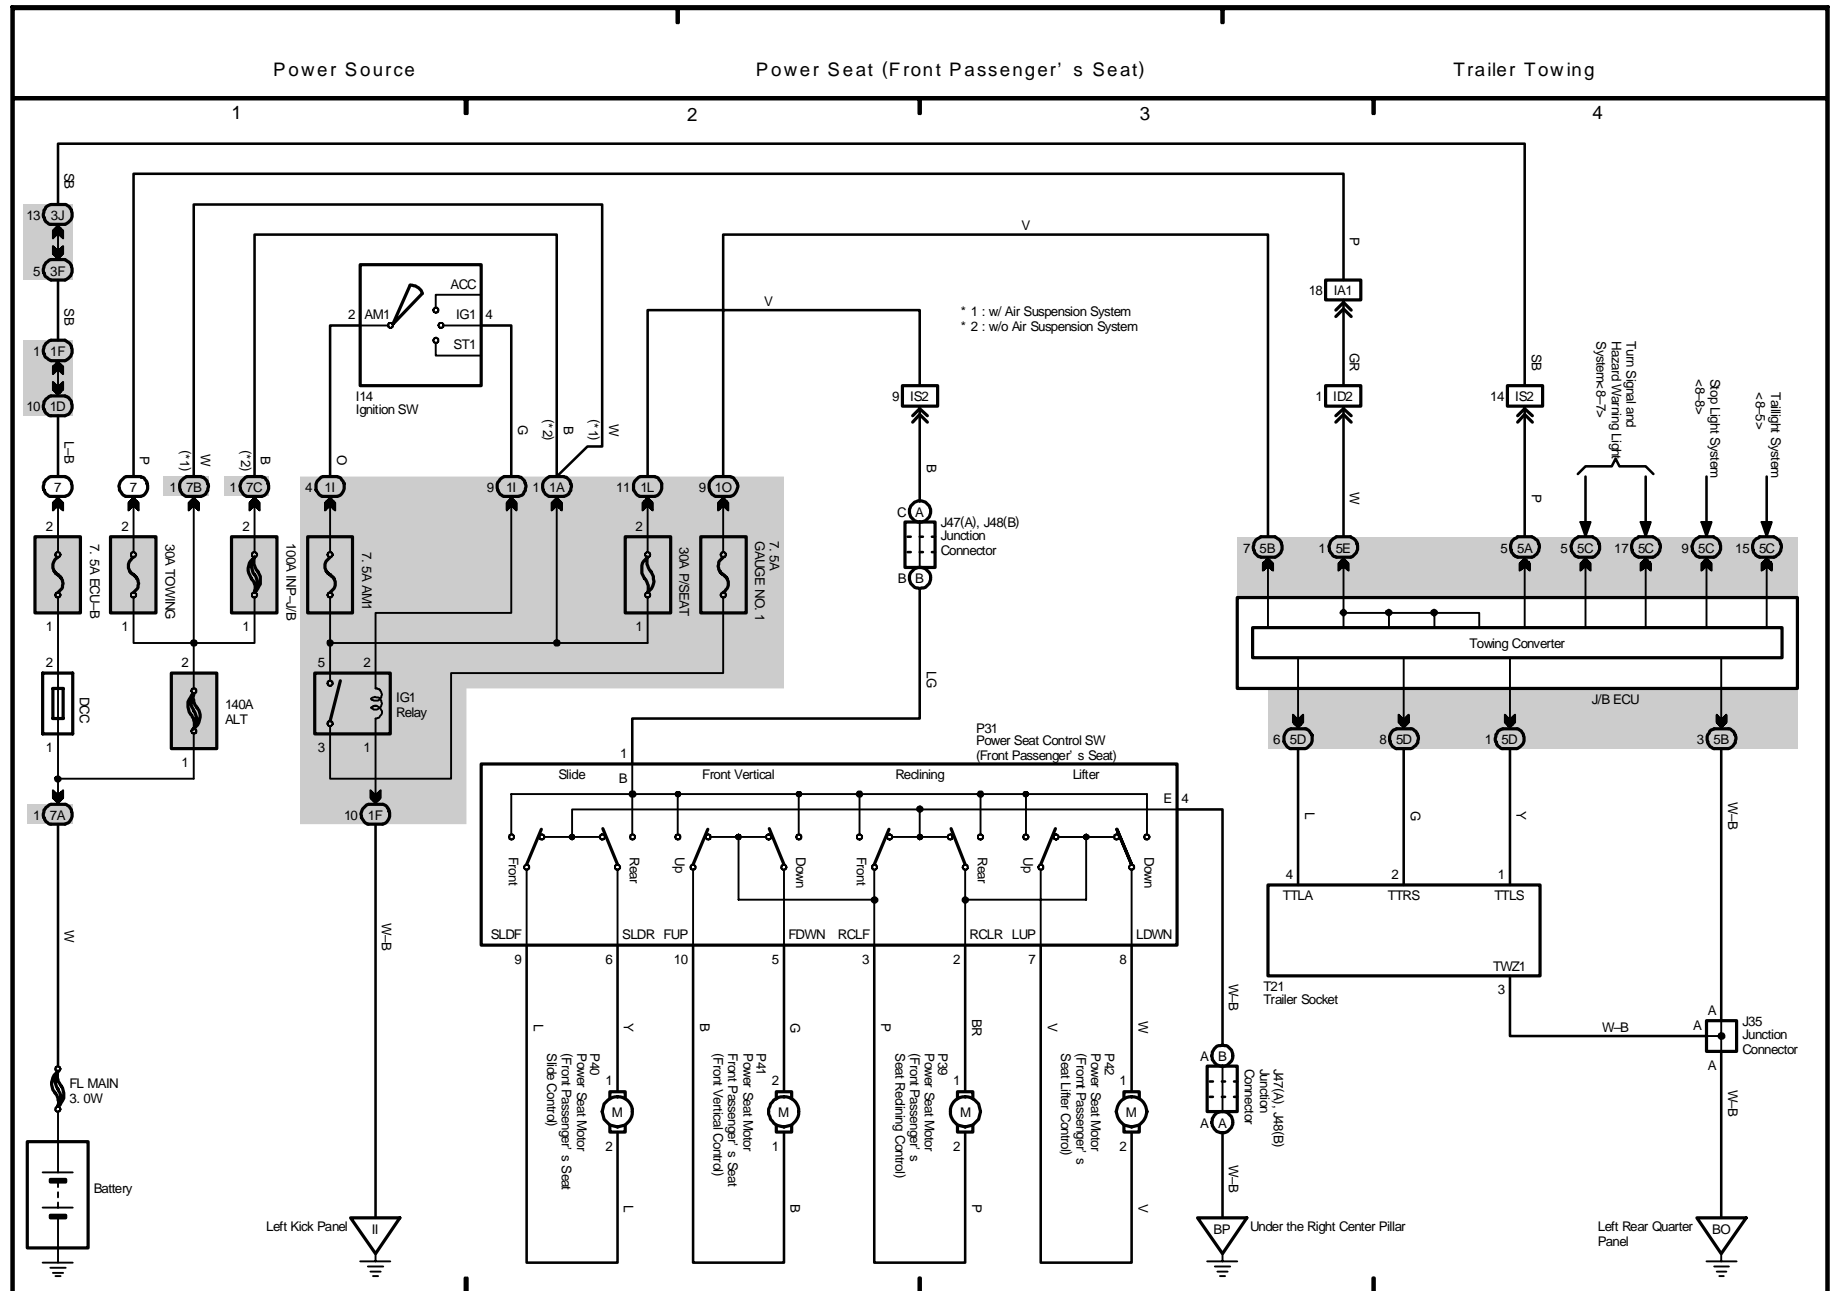 Power Source
Power Seat (Front Passenger' s Seat)
Trailer Towing
1
2
3
4
SB
13 3J
5 3F
SB
1 1F
10 1D
L–B
P
W
(*1)
B
(*2)
7
7
1 7B
1 7C
2
7. 5A ECU–B
1
2
30A TOWING
1
2
100A INP–J/B
1
2
DCC
1
2
140A
ALT
1
1 7A
W
FL MAIN
3. 0W
Battery
ACC
2 AM1
IG1 4
ST1
I14
Ignition SW
O
G
(*2)
B
(*1)
W
4 1I
9 1I
1 1A
11 1L
9 1O
7. 5A AM1
2
30A P/SEAT
1
7. 5A
GAUGE NO. 1
5
2
IG1
Relay
3
1
10 1F
W–B
Left Kick Panel
II
V
V
* 1 : w/ Air Suspension System
* 2 : w/o Air Suspension System
9 IS2
B
C A
J47(A), J48(B)
Junction
Connector
B B
LG
P31
Power Seat Control SW
(Front Passenger' s Seat)
1
B
Slide
Front Vertical
Reclining
Lifter
E 4
Front
Rear
Up
Down
Front
Rear
Up
Down
SLDF
SLDR
FUP
FDWN
RCLF
RCLR
LUP
LDWN
9
6
10
5
3
2
7
8
L
Y
B
G
P
BR
V
W
P40
Power Seat Motor
(Front Passenger' s Seat
Slide Control)
1
M
2
L
P41
Power Seat Motor
Front Passenger' s Seat
(Front Vertical Control)
2
M
1
B
P39
Power Seat Motor
(Front Passenger' s
Seat Reclining Control)
1
M
2
P
P42
Power Seat Motor
(Fromt Passenger' s
Seat Lifter Control)
1
M
2
V
W–B
A B
J47(A), J48(B)
Junction
Connector
A A
W–B
BP
Under the Right Center Pillar
P
18 IA1
GR
1 ID2
W
SB
14 IS2
P
Turn Signal and
Hazard Warning Light
System<8–7>
Stop Light System
<8–8>
Taillight System
<8–5>
7 5B
1 5E
5 5A
5 5C
17 5C
9 5C
15 5C
Towing Converter
J/B ECU
6 5D
8 5D
1 5D
3 5B
L
G
Y
W–B
4
2
1
TTLA
TTRS
TTLS
TWZ1
T21
Trailer Socket
3
W–B
A
A
J35
Junction
Connector
A
W–B
Left Rear Quarter
Panel
BO